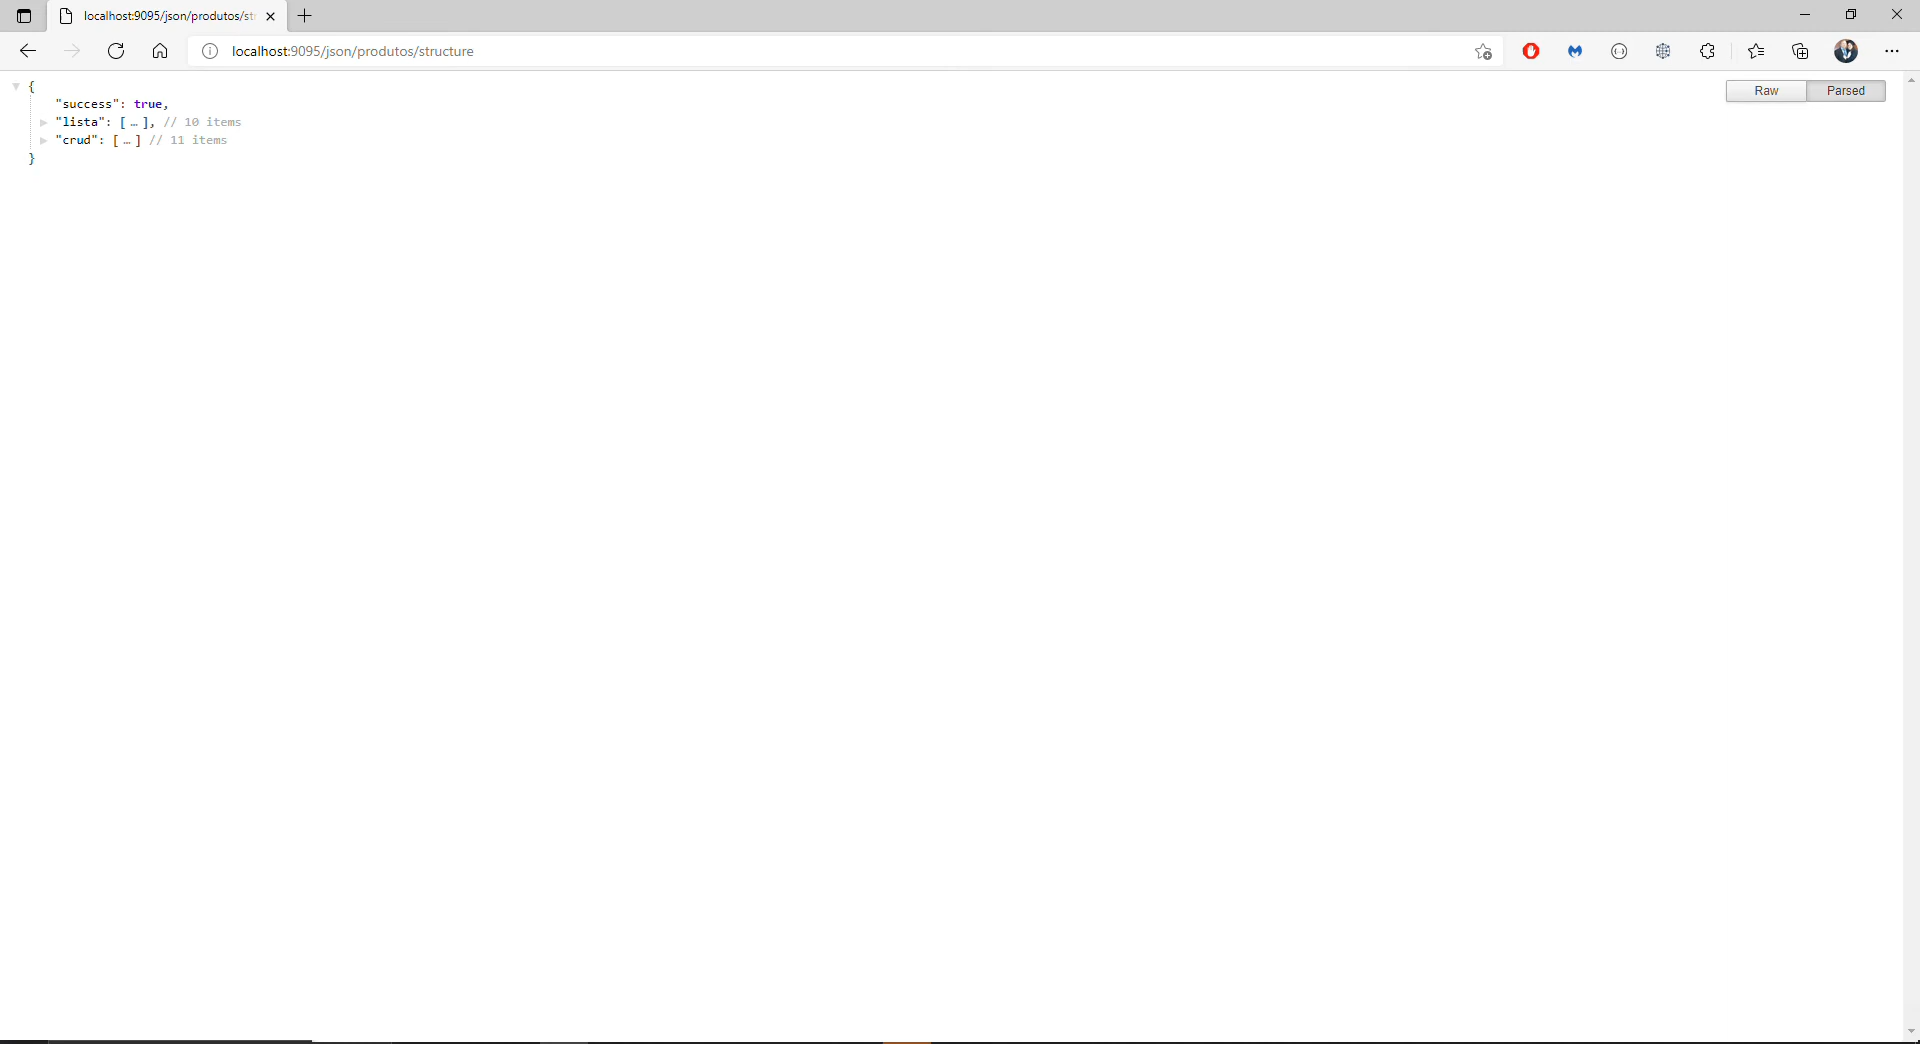 localhost:9095/json/produtos/str
localhost:9095/json/produtos/structure
Raw
Parsed
{
"success": true,
"lista": [ … ], // 10 items
"crud": [ … ] // 11 items
}